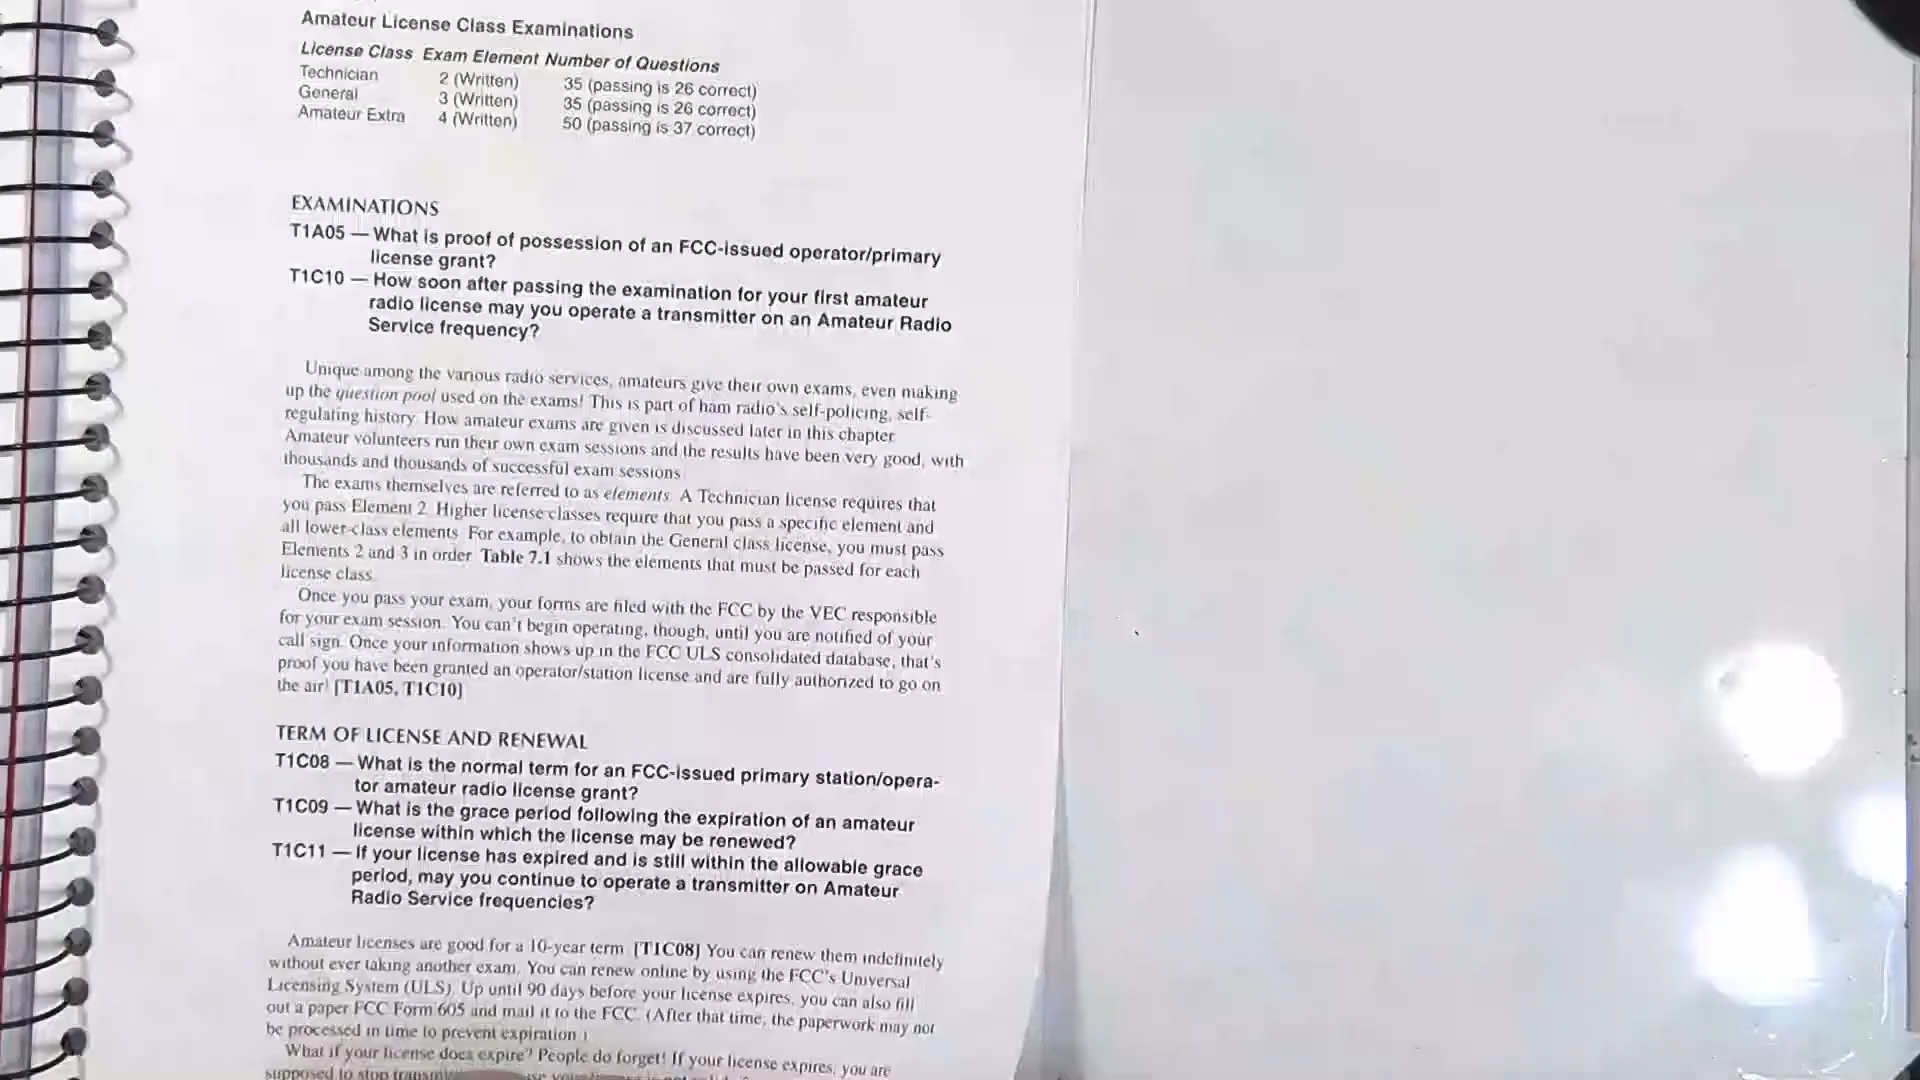 Amateur License Class Examinations
License Class Exam Element Number of Questions
Technician 2 (Written) 35 (passing is 26 correct)
General 3 (Written) 35 (passing is 26 correct)
Amateur Extra 4 (Written) 50 (passing is 37 correct)
EXAMINATIONS
T1A05 — What is proof of possession of an FCC-issued operator/primary
license grant?
T1C10 — How soon after passing the examination for your first amateur
radio license may you operate a transmitter on an Amateur Radio
Service frequency?
Unique among the various radio services, amateurs give their own exams, even making
up the question pool used on the exams! This is part of ham radio's self-policing, self-
regulating history. How amateur exams are given is discussed later in this chapter.
Amateur volunteers run their own exam sessions and the results have been very good, with
thousands and thousands of successful exam sessions.
The exams themselves are referred to as elements. A Technician license requires that
you pass Element 2. Higher license classes require that you pass a specific element and
all lower-class elements. For example, to obtain the General class license, you must pass
Elements 2 and 3 in order. Table 7.1 shows the elements that must be passed for each
license class.
Once you pass your exam, your forms are filed with the FCC by the VEC responsible
for your exam session. You can't begin operating, though, until you are notified of your
call sign. Once your information shows up in the FCC ULS consolidated database, that's
proof you have been granted an operator/station license and are fully authorized to go on
the air! [T1A05, T1C10]
TERM OF LICENSE AND RENEWAL
T1C08 — What is the normal term for an FCC-issued primary station/opera-
tor amateur radio license grant?
T1C09 — What is the grace period following the expiration of an amateur
license within which the license may be renewed?
T1C11 — If your license has expired and is still within the allowable grace
period, may you continue to operate a transmitter on Amateur
Radio Service frequencies?
Amateur licenses are good for a 10-year term. [T1C08] You can renew them indefinitely
without ever taking another exam. You can renew online by using the FCC's Universal
Licensing System (ULS). Up until 90 days before your license expires, you can also fill
out a paper FCC Form 605 and mail it to the FCC. (After that time, the paperwork may not
be processed in time to prevent expiration.)
What if your license does expire? People do forget! If your license expires, you are
supposed to stop